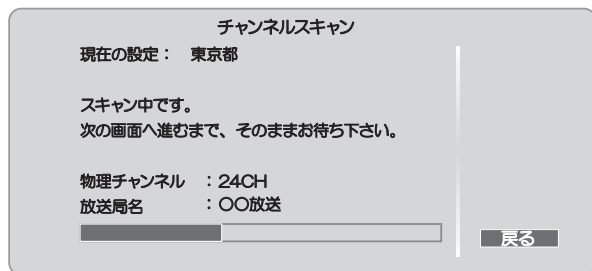 チャンネルスキャン
現在の設定： 東京都
スキャン中です。
次の画面へ進むまで、そのままお待ち下さい。
物理チャンネル ：24CH
放送局名 ：〇〇放送
戻る